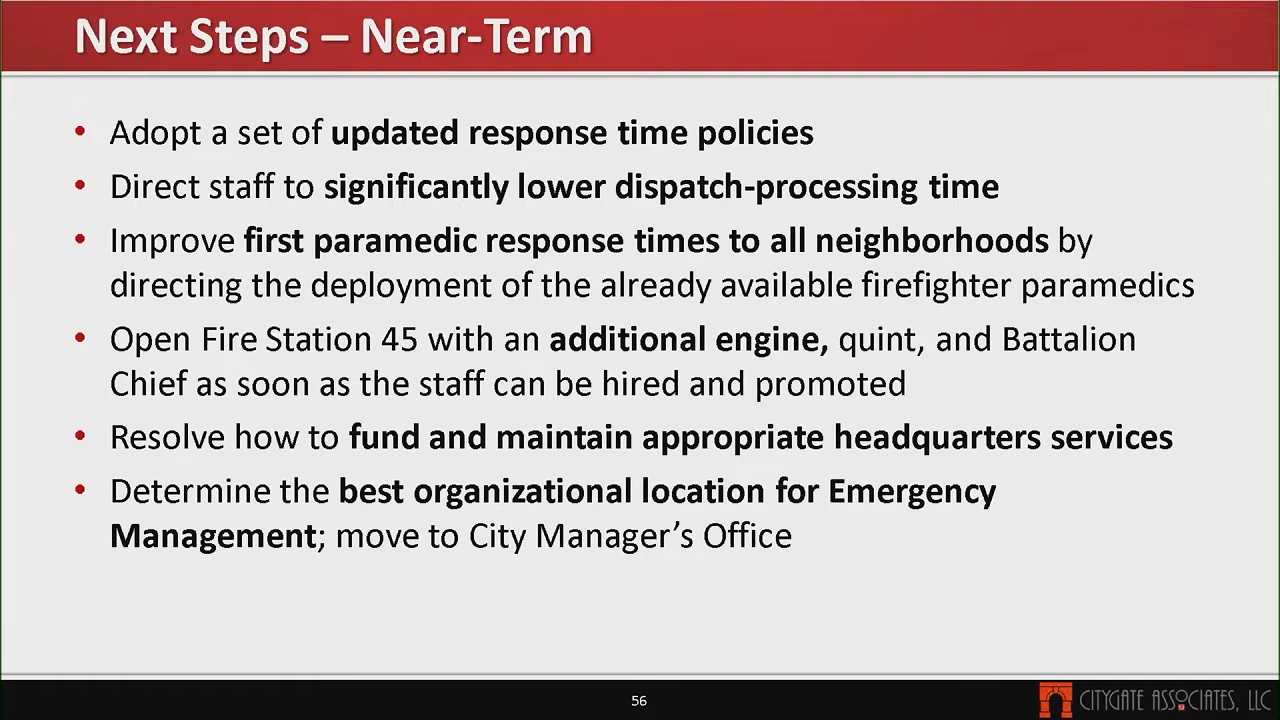 Next Steps – Near-Term
• Adopt a set of updated response time policies
• Direct staff to significantly lower dispatch-processing time
• Improve first paramedic response times to all neighborhoods by
directing the deployment of the already available firefighter paramedics
• Open Fire Station 45 with an additional engine, quint, and Battalion
Chief as soon as the staff can be hired and promoted
• Resolve how to fund and maintain appropriate headquarters services
• Determine the best organizational location for Emergency
Management; move to City Manager’s Office
56
CITYGATE ASSOCIATES, LLC